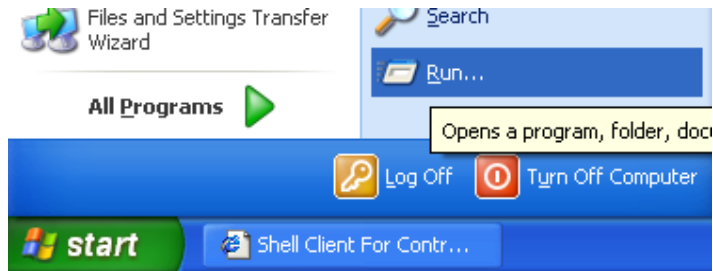 Files and Settings Transfer
Wizard
Search
Run...
All Programs
Opens a program, folder,
Log Off
Turn Off Computer
start
Shell Client For Contr...